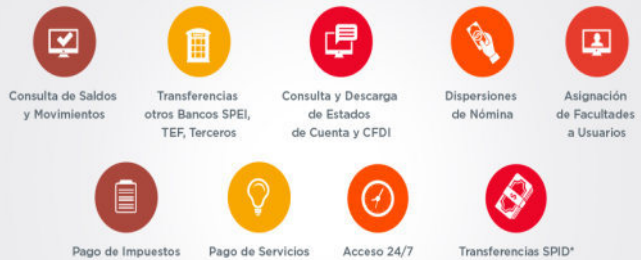 Consulta de Saldos
y Movimientos
Transferencias
otros Bancos SPEI,
TEF, Terceros
Consulta y Descarga
de Estados
de Cuenta y CFDI
Dispersiones
de Nómina
Asignación
de Facultades
a Usuarios
Pago de Impuestos
Pago de Servicios
Acceso 24/7
Transferencias SPID*